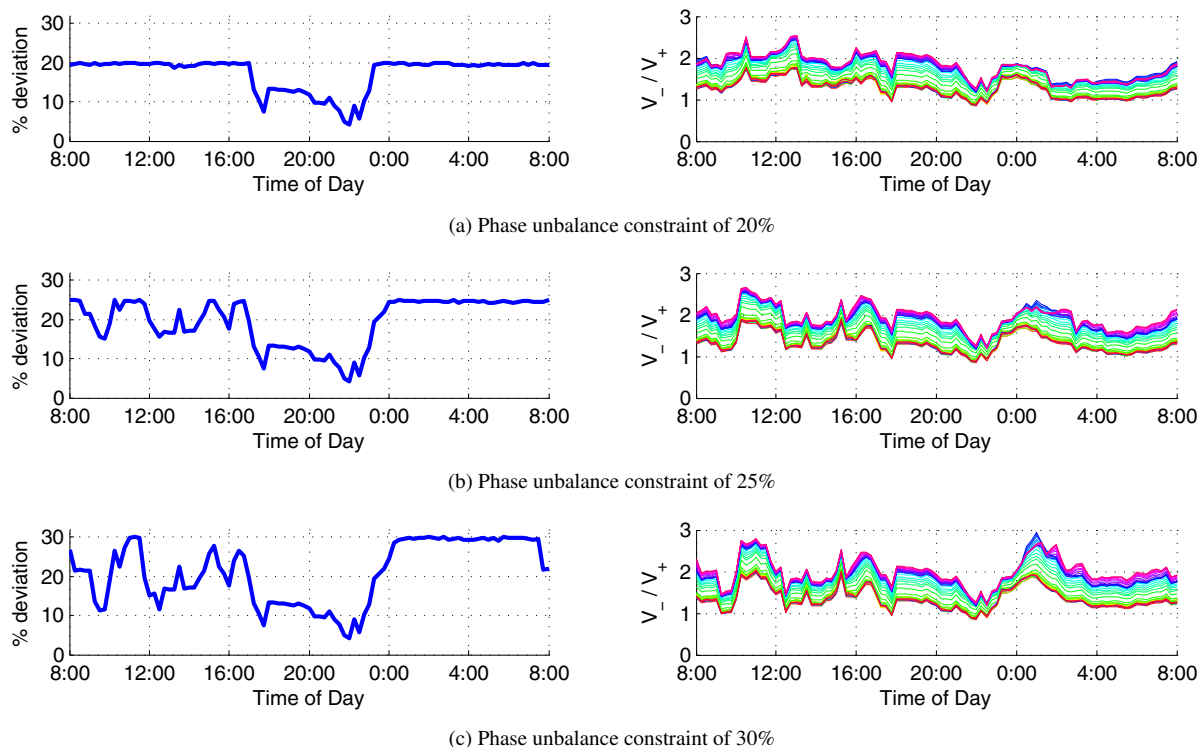 % deviation
30
20
10
0
8:00 12:00 16:00 20:00 0:00 4:00 8:00
Time of Day
V_ / V+
3
2
1
0
8:00 12:00 16:00 20:00 0:00 4:00 8:00
Time of Day
(a) Phase unbalance constraint of 20%
% deviation
30
20
10
0
8:00 12:00 16:00 20:00 0:00 4:00 8:00
Time of Day
V_ / V+
3
2
1
0
8:00 12:00 16:00 20:00 0:00 4:00 8:00
Time of Day
(b) Phase unbalance constraint of 25%
% deviation
30
20
10
0
8:00 12:00 16:00 20:00 0:00 4:00 8:00
Time of Day
V_ / V+
3
2
1
0
8:00 12:00 16:00 20:00 0:00 4:00 8:00
Time of Day
(c) Phase unbalance constraint of 30%